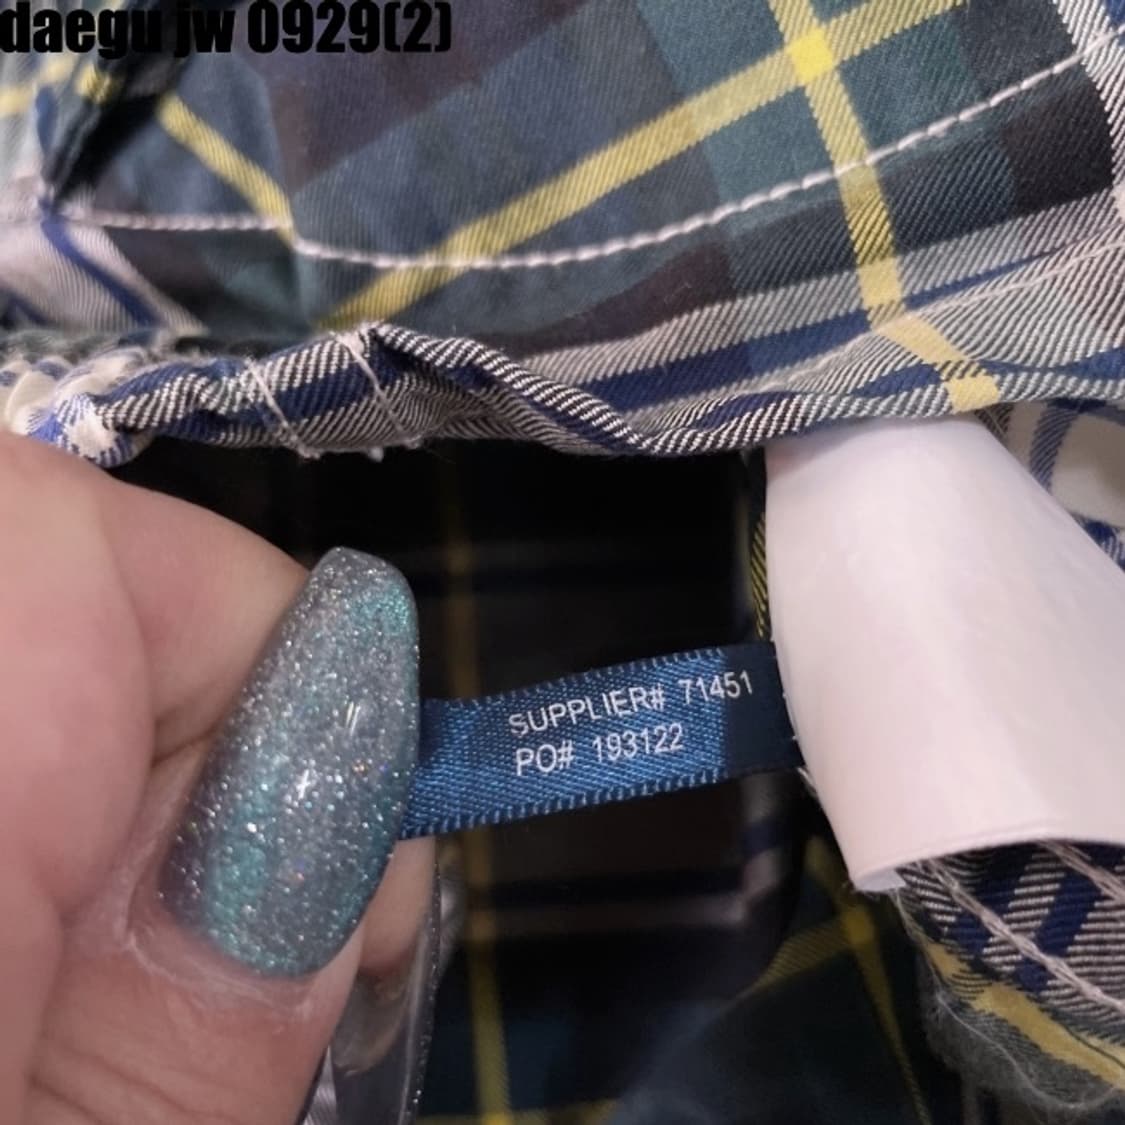 daegu jw 0929(2)
SUPPLIER# 71451
PO# 193122